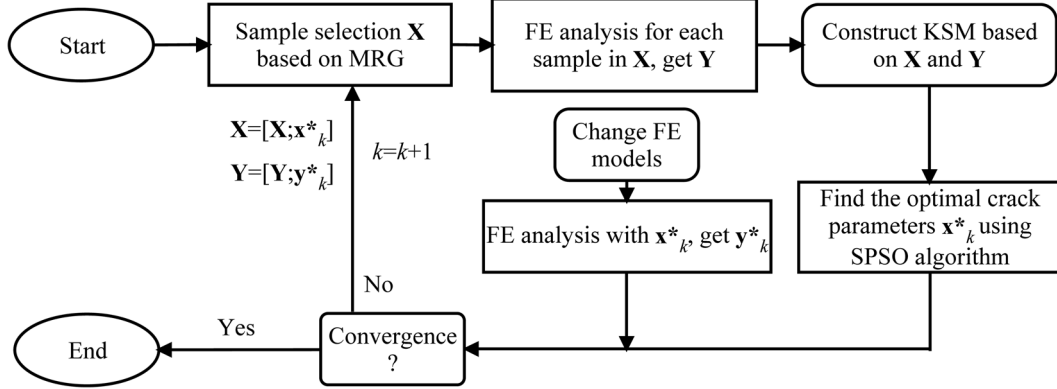 Start
Sample selection X
based on MRG
FE analysis for each
sample in X, get Y
Construct KSM based
on X and Y
X=[X;x*k]
Y=[Y;y*k]
k=k+1
Change FE
models
FE analysis with x*k, get y*k
Find the optimal crack
parameters x*k using
SPSO algorithm
No
Yes
Convergence
?
End